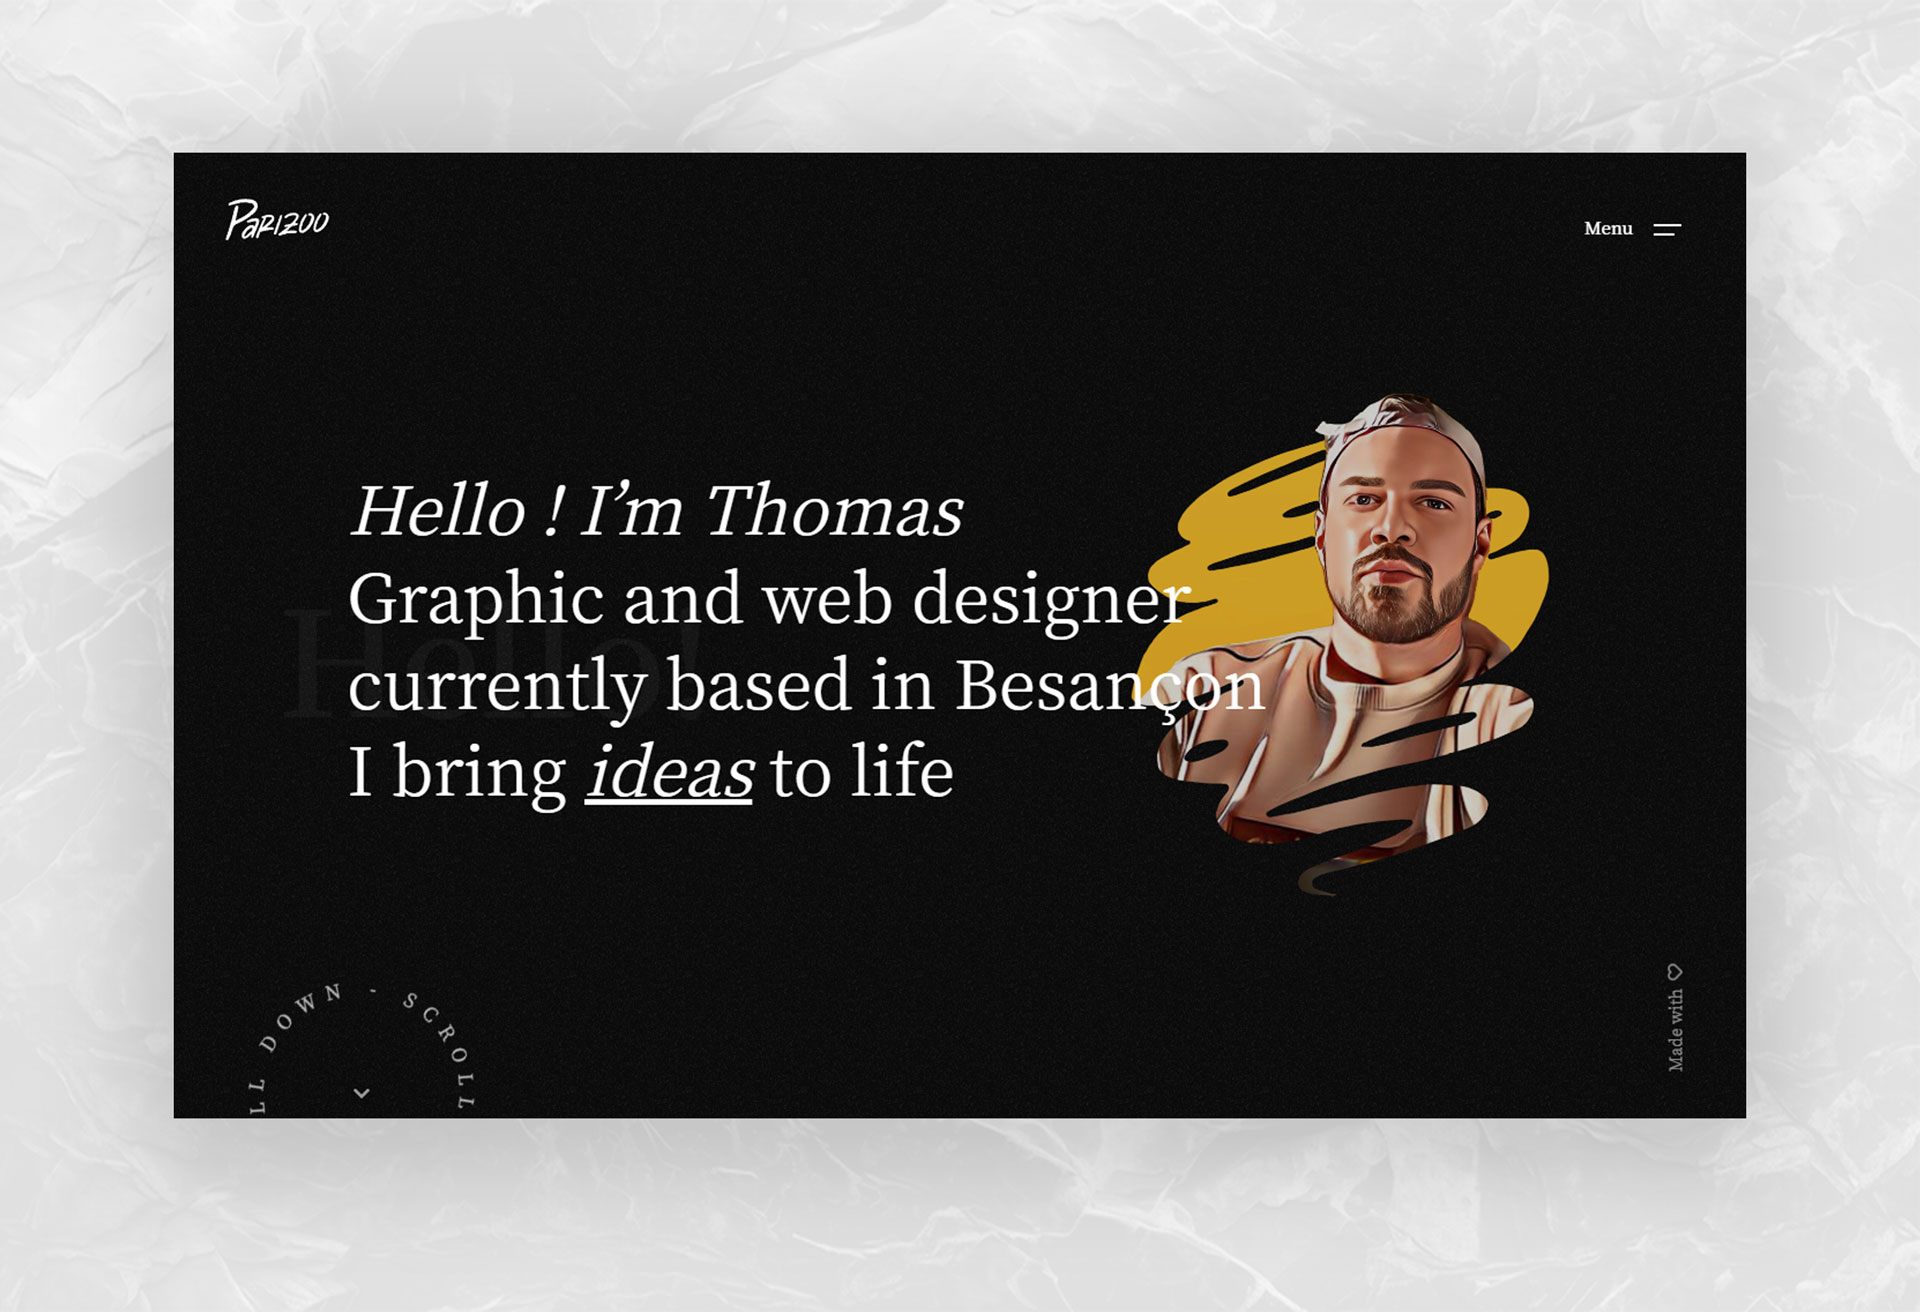 Parizoo
Menu
Hello!
Hello ! I’m Thomas
Graphic and web designer
currently based in Besançon
I bring ideas to life
LL DOWN - SCROLL
Made with ♡